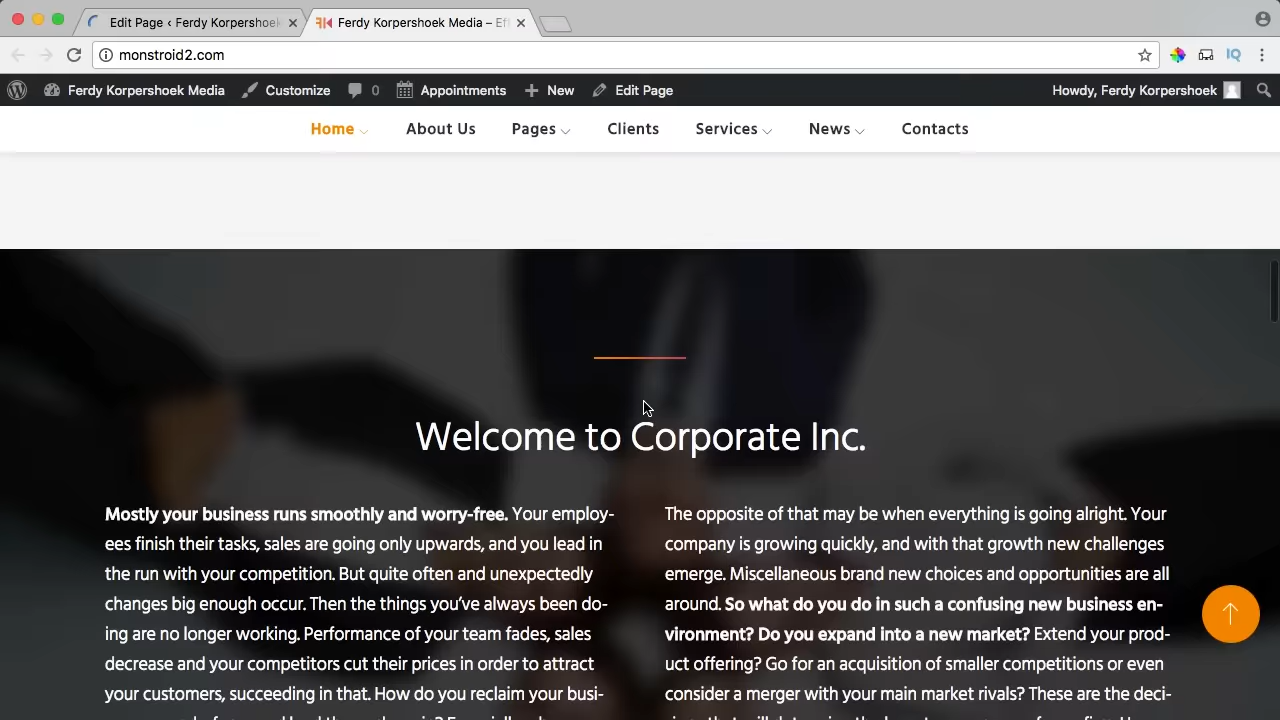 Edit Page ‹ Ferdy Korpershoek
Ferdy Korpershoek Media – Eff
monstroid2.com
Ferdy Korpershoek Media
Customize
0
Appointments
New
Edit Page
Howdy, Ferdy Korpershoek
Home
About Us
Pages
Clients
Services
News
Contacts
Welcome to Corporate Inc.
Mostly your business runs smoothly and worry-free. Your employ-
ees finish their tasks, sales are going only upwards, and you lead in
the run with your competition. But quite often and unexpectedly
changes big enough occur. Then the things you've always been do-
ing are no longer working. Performance of your team fades, sales
decrease and your competitors cut their prices in order to attract
your customers, succeeding in that. How do you reclaim your busi-
The opposite of that may be when everything is going alright. Your
company is growing quickly, and with that growth new challenges
emerge. Miscellaneous brand new choices and opportunities are all
around. So what do you do in such a confusing new business en-
vironment? Do you expand into a new market? Extend your prod-
uct offering? Go for an acquisition of smaller competitions or even
consider a merger with your main market rivals? These are the deci-